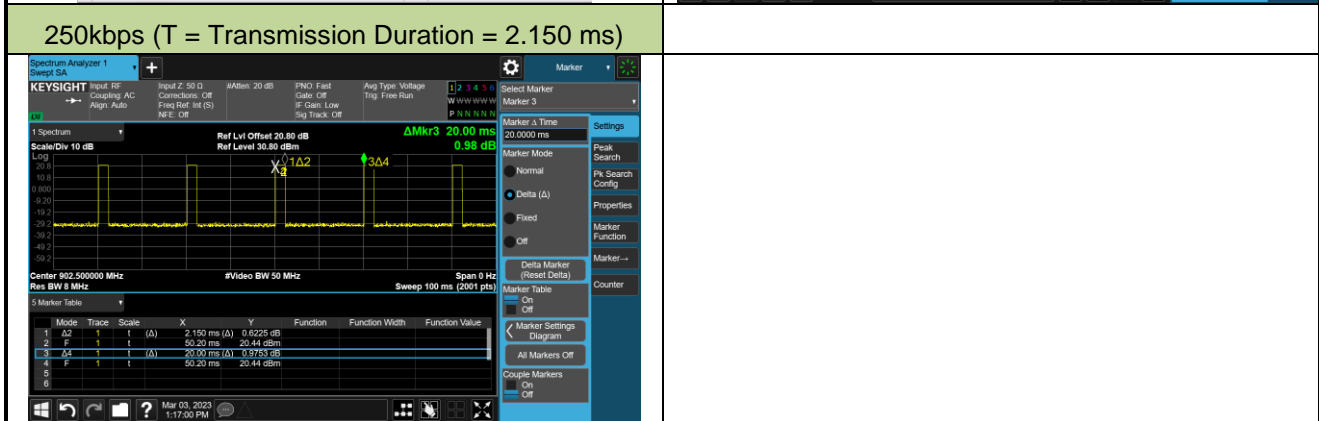 250kbps (T = Transmission Duration = 2.150 ms)
Spectrum Analyzer 1
Swept SA
+
Marker
KEYSIGHT
Input: RF
Coupling: AC
Align: Auto
Input Z: 50 Ω
Corrections: Off
Freq Ref: Int (S)
NFE: Off
#Atten: 20 dB
PNO: Fast
Gate: Off
IF Gain: Low
Sig Track: Off
Avg Type: Voltage
Trig: Free Run
1 2 3 4 5 6
W W W W W W
P N N N N N
LNI
Select Marker
Marker 3
Marker Δ Time
20.0000 ms
Marker Mode
Normal
Delta (Δ)
Fixed
Off
Delta Marker
(Reset Delta)
Marker Table
On
Off
Marker Settings
Diagram
All Markers Off
Couple Markers
On
Off
Settings
Peak
Search
Pk Search
Config
Properties
Marker
Function
Marker→
Counter
1 Spectrum
Scale/Div 10 dB
Ref Lvl Offset 20.80 dB
Ref Level 30.80 dBm
ΔMkr3 20.00 ms
0.98 dB
Log
20.8
10.8
0.800
-9.20
-19.2
-29.2
-39.2
-49.2
-59.2
1Δ2
2
3Δ4
Center 902.500000 MHz
Res BW 8 MHz
#Video BW 50 MHz
Span 0 Hz
Sweep 100 ms (2001 pts)
5 Marker Table
Mode Trace Scale X Y Function Function Width Function Value
1 Δ2 1 t (Δ) 2.150 ms (Δ) 0.6225 dB
2 F 1 t 50.20 ms 20.44 dBm
3 Δ4 1 t (Δ) 20.00 ms (Δ) 0.9753 dB
4 F 1 t 50.20 ms 20.44 dBm
5
6
?
Mar 03, 2023
1:17:00 PM